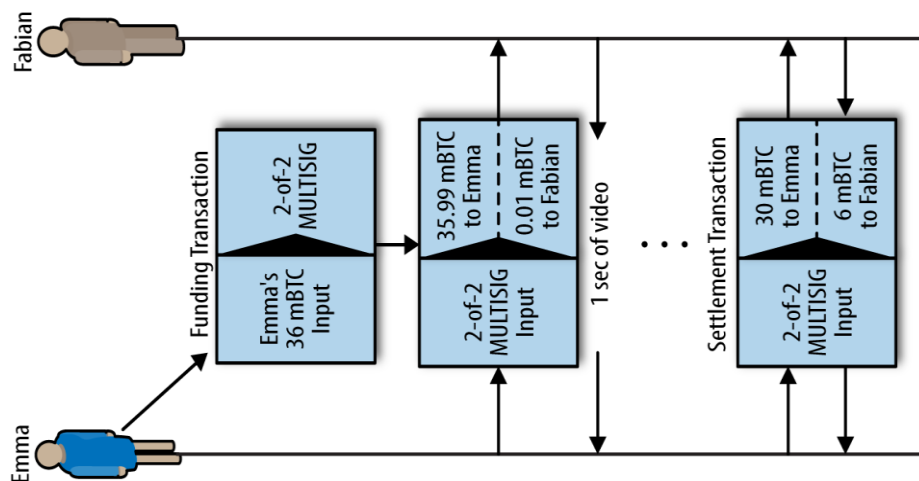 Fabian
Emma
Funding Transaction
Emma's
36 mBTC
Input
2-of-2
MULTISIG
2-of-2
MULTISIG
Input
35.99 mBTC
to Emma
0.01 mBTC
to Fabian
1 sec of video
. . .
Settlement Transaction
2-of-2
MULTISIG
Input
30 mBTC
to Emma
6 mBTC
to Fabian